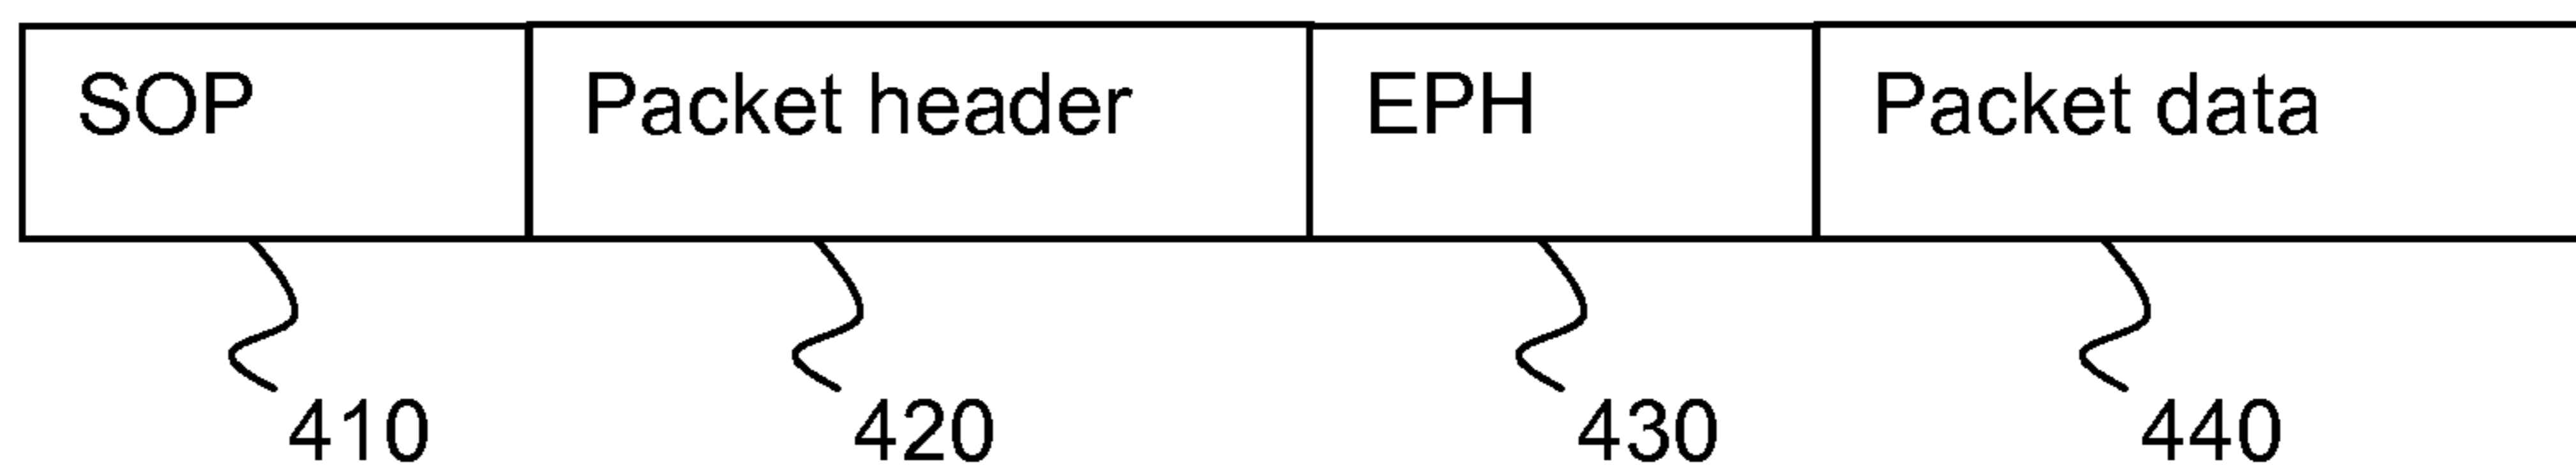 SOP Packet header EPH Packet data
410 420 430 440